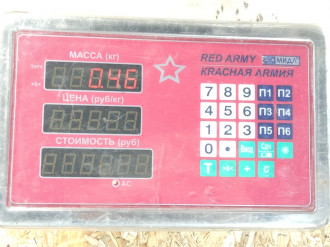 МАССА (кг)
0.46
ЦЕНА (руб/кг)
СТОИМОСТЬ (руб)
AC
RED ARMY МИДЛ
КРАСНАЯ АРМИЯ
7 8 9 П1 П2
4 5 6 П3 П4
1 2 3 П5 П6
0
T + C